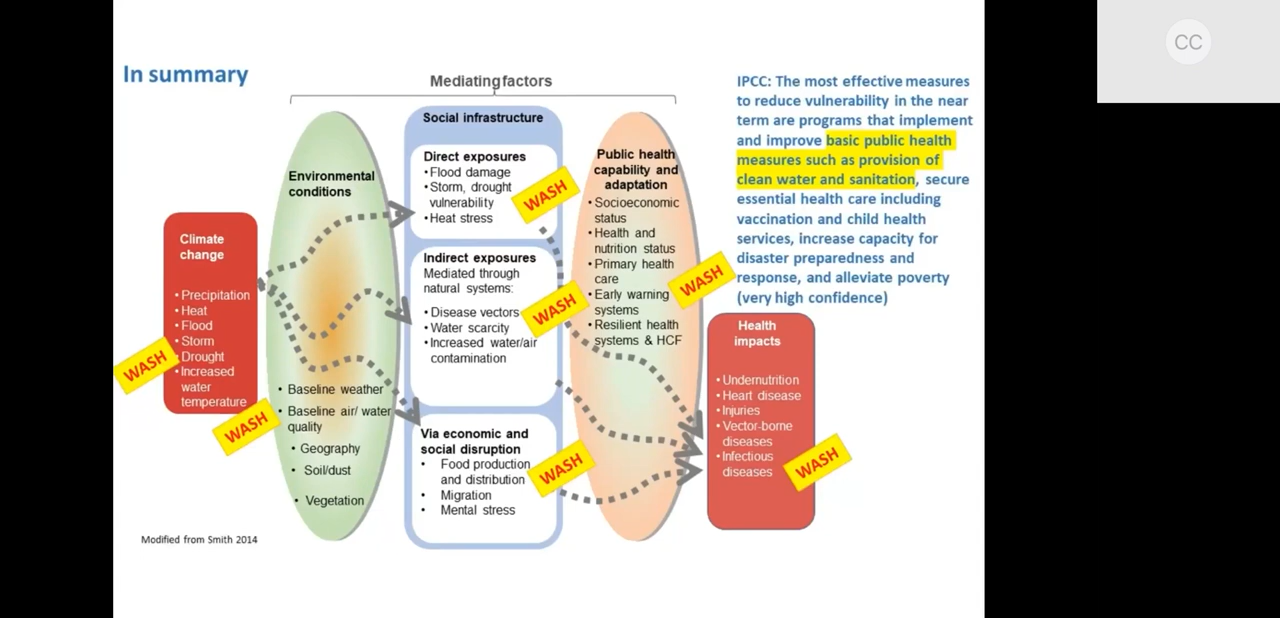 In summary
Mediating factors
Climate
change
• Precipitation
• Heat
• Flood
• Storm
• Drought
• Increased
water
temperature
WASH
Environmental
conditions
• Baseline weather
• Baseline air/ water
quality
• Geography
• Soil/dust
• Vegetation
WASH
Social infrastructure
Direct exposures
• Flood damage
• Storm, drought
vulnerability
• Heat stress
WASH
Indirect exposures
Mediated through
natural systems:
• Disease vectors
• Water scarcity
• Increased water/air
contamination
WASH
Via economic and
social disruption
• Food production
and distribution
• Migration
• Mental stress
WASH
Public health
capability and
adaptation
• Socioeconomic
status
• Health and
nutrition status
• Primary health
care
• Early warning
systems
• Resilient health
systems & HCF
WASH
IPCC: The most effective measures
to reduce vulnerability in the near
term are programs that implement
and improve basic public health
measures such as provision of
clean water and sanitation, secure
essential health care including
vaccination and child health
services, increase capacity for
disaster preparedness and
response, and alleviate poverty
(very high confidence)
Health
impacts
• Undernutrition
• Heart disease
• Injuries
• Vector-borne
diseases
• Infectious
diseases
WASH
Modified from Smith 2014
CC